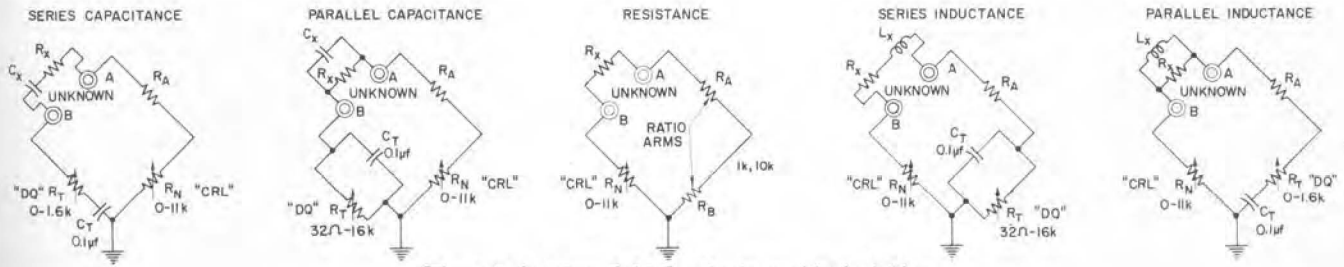 SERIES CAPACITANCE
Cx
Rx
A
UNKNOWN
B
RA
"DQ" RT
0-1.6k
CT
0.1µf
RN "CRL"
0-11k
PARALLEL CAPACITANCE
Cx
Rx
A
UNKNOWN
B
RA
CT
0.1µf
"DQ"
RT
32Ω-16k
RN "CRL"
0-11k
RESISTANCE
Rx
A
UNKNOWN
B
RA
RATIO
ARMS
1k, 10k
"CRL" RN
0-11k
RB
SERIES INDUCTANCE
Lx
Rx
A
UNKNOWN
B
RA
CT
0.1µf
"CRL" RN
0-11k
RT "DQ"
32Ω-16k
PARALLEL INDUCTANCE
Lx
Rx
A
UNKNOWN
B
RA
"CRL"
RN
0-11k
RT "DQ"
0-1.6k
CT
0.1µf